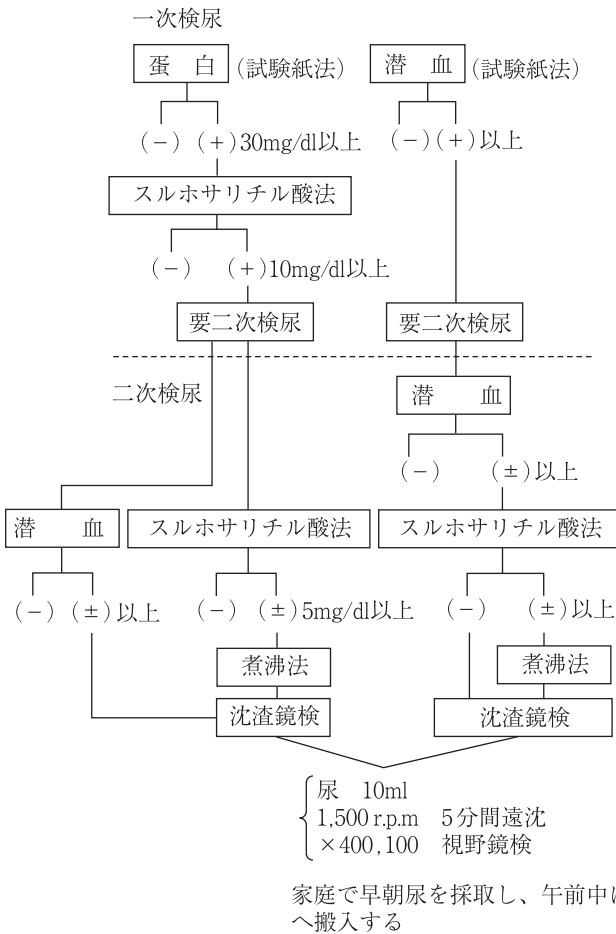 一次検尿
蛋 白 (試験紙法) 潜 血 (試験紙法)
(−) (+)30mg/dl以上 (−)(+)以上
スルホサリチル酸法
(−) (+)10mg/dl以上
要二次検尿 要二次検尿
二次検尿
潜 血
(−) (±)以上
潜 血 スルホサリチル酸法 スルホサリチル酸法
(−) (±)以上 (−) (±)5mg/dl以上 (−) (±)以上
煮沸法 煮沸法
沈渣鏡検 沈渣鏡検
尿 10ml
1,500 r.p.m 5分間遠沈
×400,100 視野鏡検
家庭で早朝尿を採取し、午前中に
へ搬入する